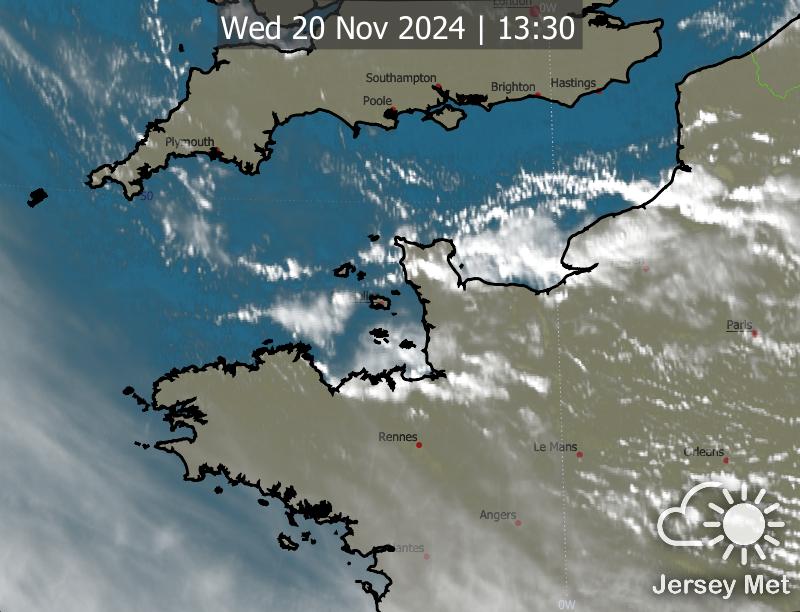 London
0W
Wed 20 Nov 2024 | 13:30
Southampton
Brighton
Hastings
Poole
Plymouth
50
Paris
Rennes
Le Mans
Orleans
Angers
Nantes
Jersey Met
0W